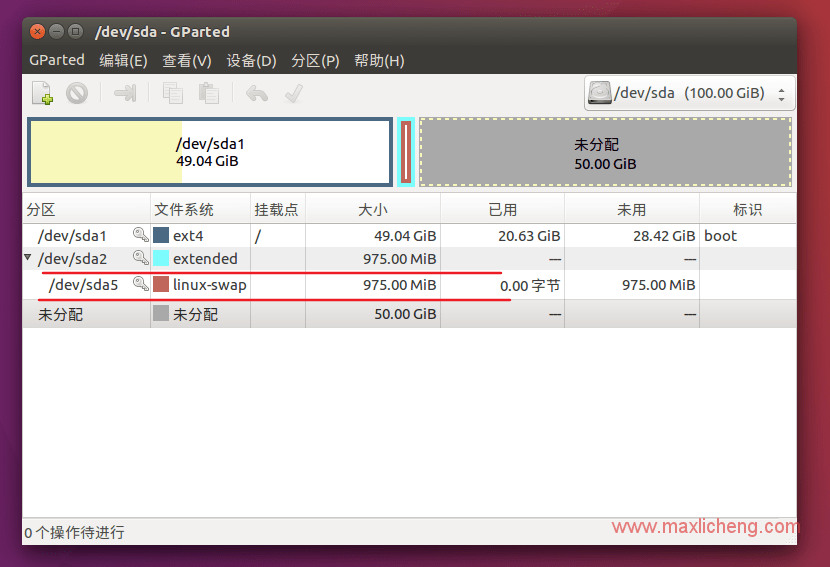 /dev/sda - GParted
GParted 编辑(E) 查看(V) 设备(D) 分区(P) 帮助(H)
/dev/sda (100.00 GiB)
/dev/sda1
49.04 GiB
未分配
50.00 GiB
分区 文件系统 挂载点 大小 已用 未用 标识
/dev/sda1 ext4 / 49.04 GiB 20.63 GiB 28.42 GiB boot
/dev/sda2 extended 975.00 MiB --- ---
/dev/sda5 linux-swap 975.00 MiB 0.00 字节 975.00 MiB
未分配 未分配 50.00 GiB --- ---
0 个操作待进行
www.maxlicheng.com